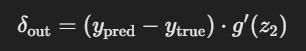 δ_out = (y_pred − y_true) · g′(z_2)